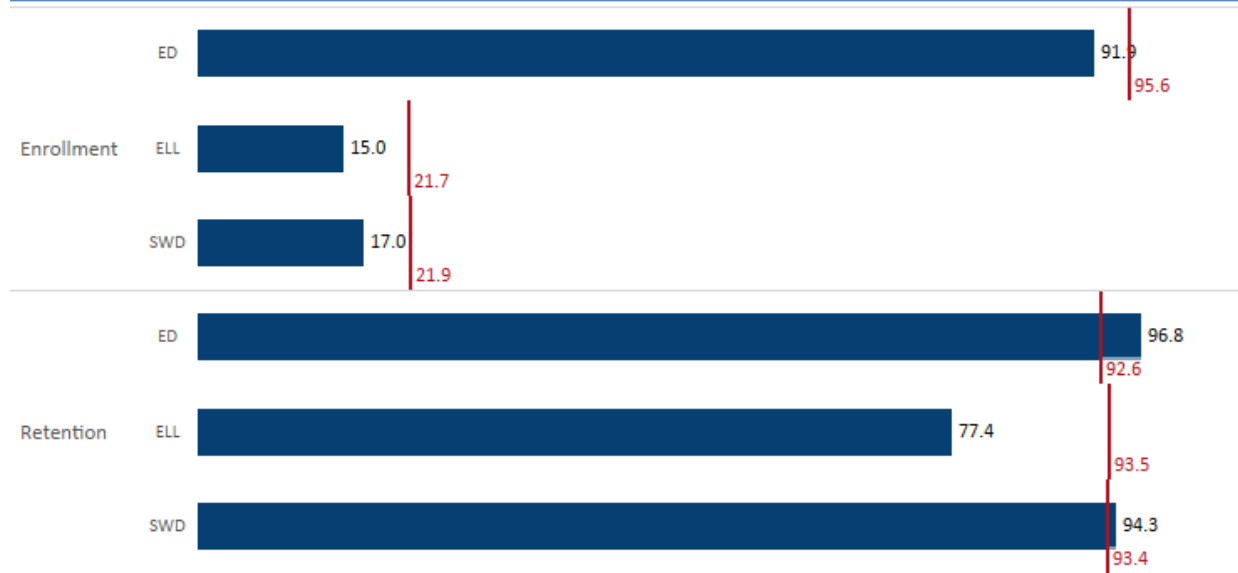 ED 91.9
95.6
Enrollment ELL 15.0
21.7
SWD 17.0
21.9
ED 96.8
92.6
Retention ELL 77.4
93.5
SWD 94.3
93.4